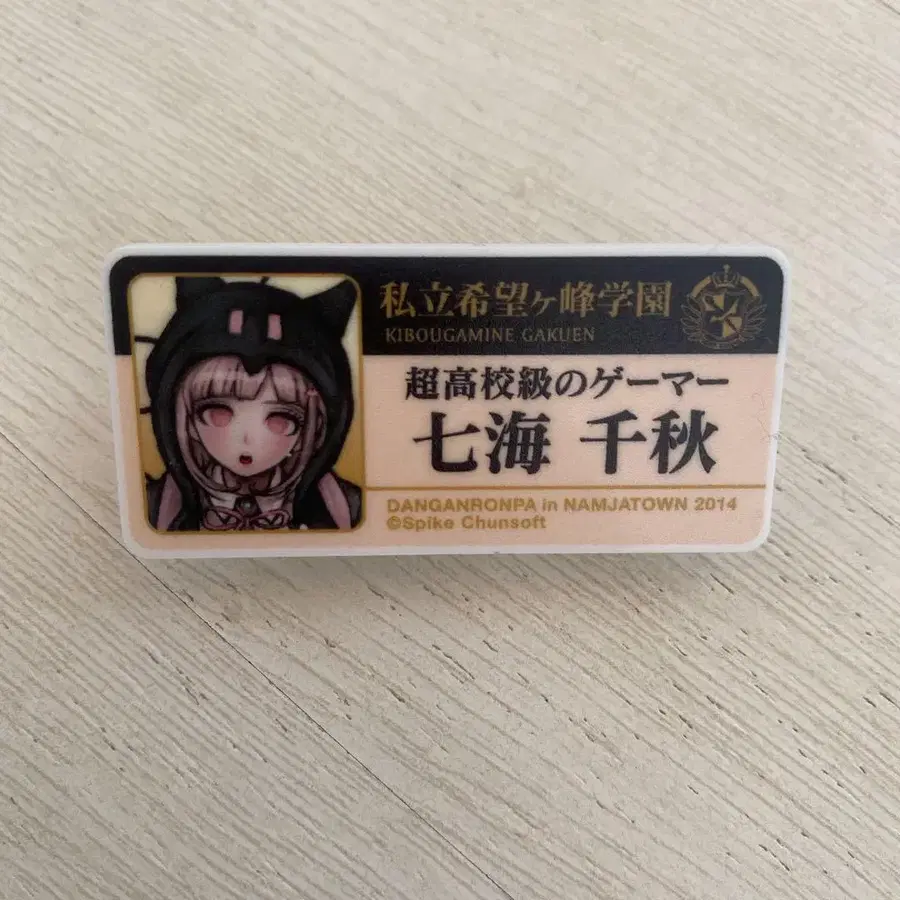 私立希望ヶ峰学園
KIBOUGAMINE GAKUEN
超高校級のゲーマー
七海 千秋
DANGANRONPA in NAMJATOWN 2014
©Spike Chunsoft